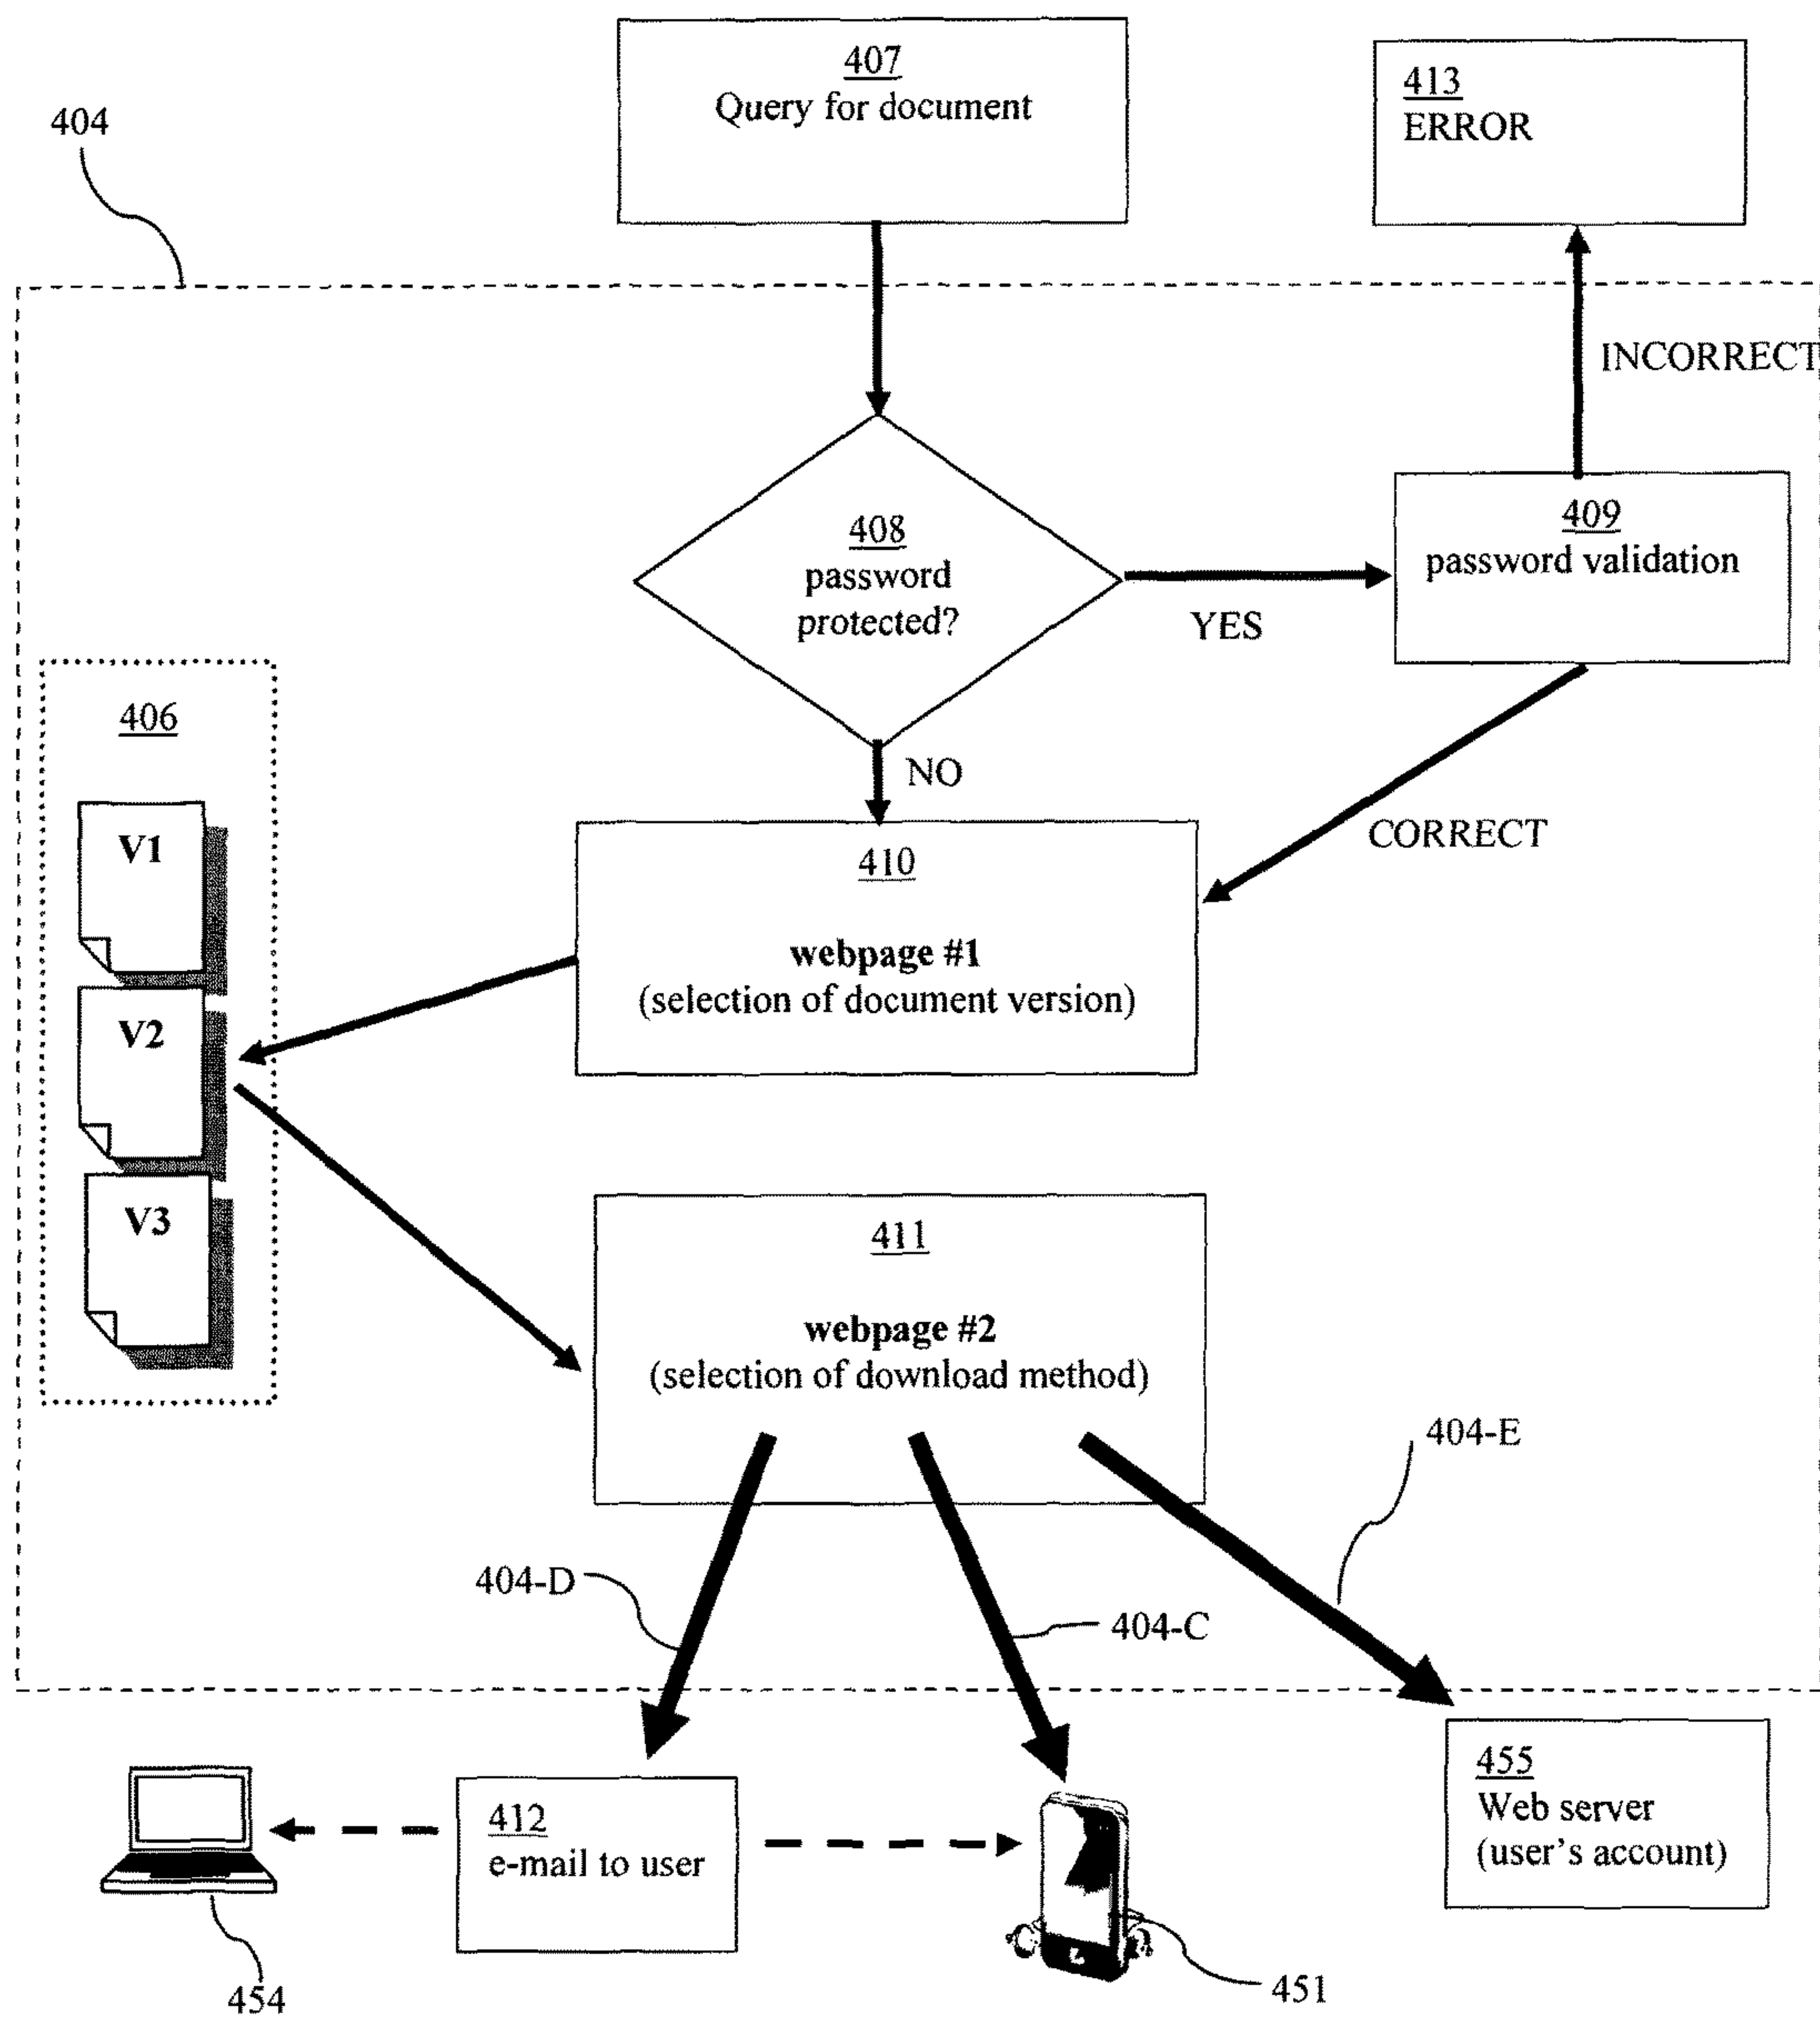 407
Query for document
413
ERROR
404
INCORRECT
408
password
protected?
YES
409
password validation
406
NO
CORRECT
V1
V2
V3
410
webpage #1
(selection of document version)
411
webpage #2
(selection of download method)
404-E
404-D
404-C
412
e-mail to user
455
Web server
(user's account)
454
451